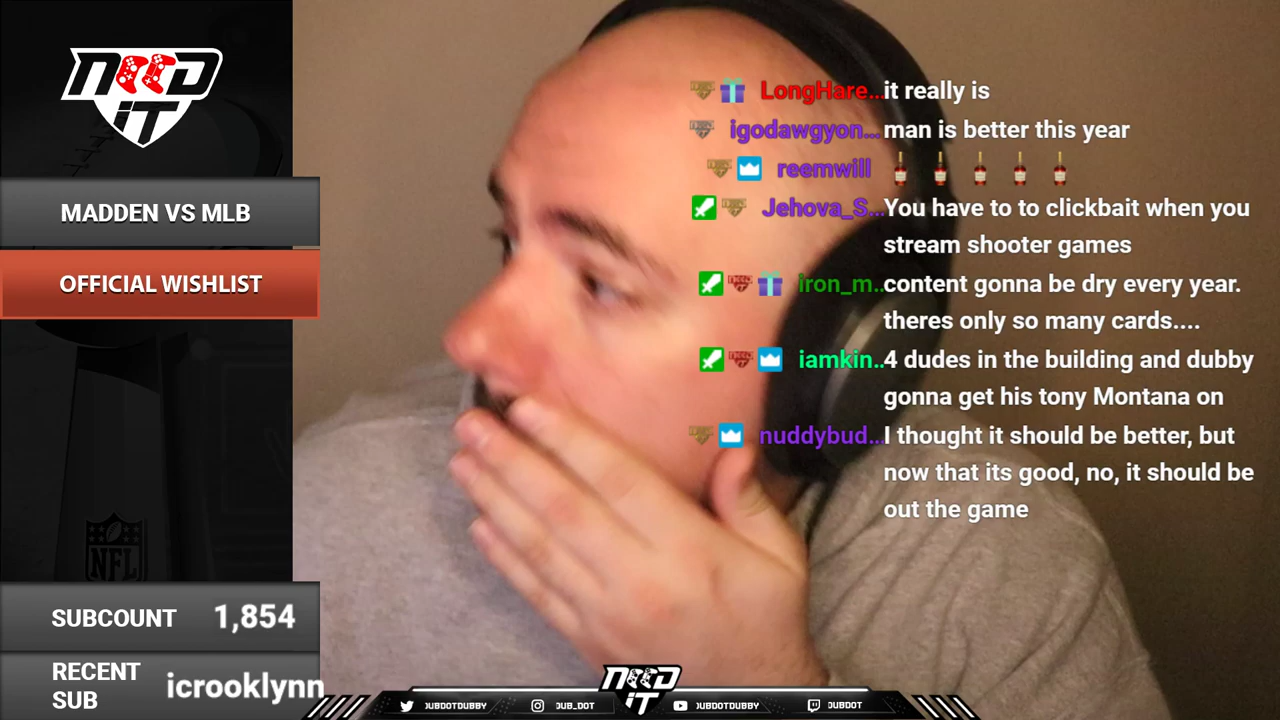 NEED
IT
MADDEN VS MLB
OFFICIAL WISHLIST
NFL
SUBCOUNT 1,854
RECENT
SUB
icrooklynn
LongHare... it really is
igodawgyon... man is better this year
reemwill
Jehova_S... You have to to clickbait when you
stream shooter games
iron_m.. content gonna be dry every year.
theres only so many cards....
iamkin.. 4 dudes in the building and dubby
gonna get his tony Montana on
nuddybud... I thought it should be better, but
now that its good, no, it should be
out the game
NEED
IT
DUBDOTDUBBY
DUB_DOT
DUBDOTDUBBY
DUBDOT